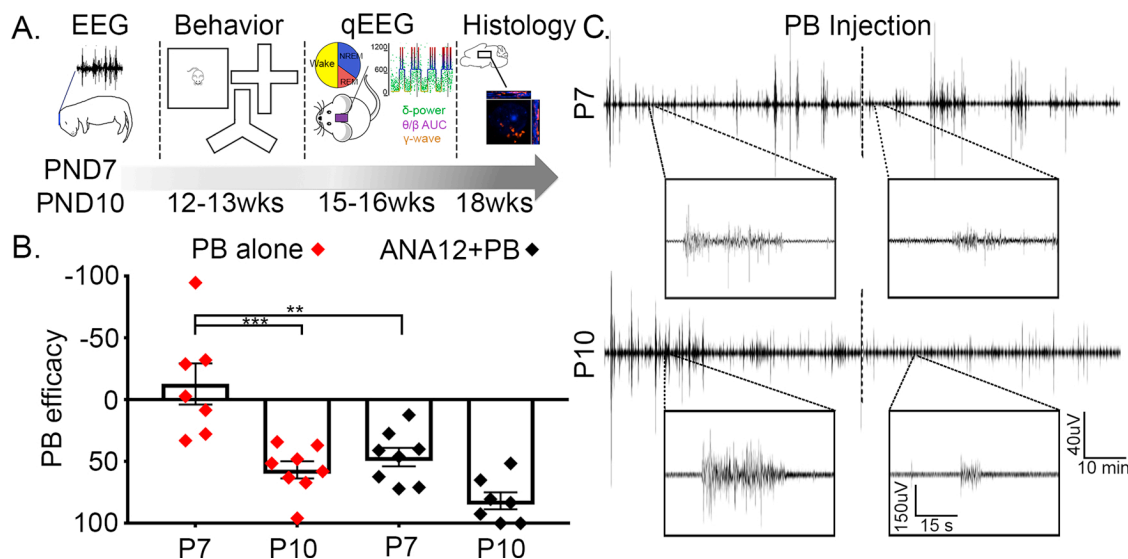 A. EEG Behavior qEEG Histology
Wake NREM REM
1200
600
0
δ-power
θ/β AUC
γ-wave
PND7
PND10 12-13wks 15-16wks 18wks
B. PB alone ANA12+PB
-100
-50
0
50
100
PB efficacy
**
***
P7 P10 P7 P10
C. PB Injection
P7
P10
40uV
10 min
150uV
15 s